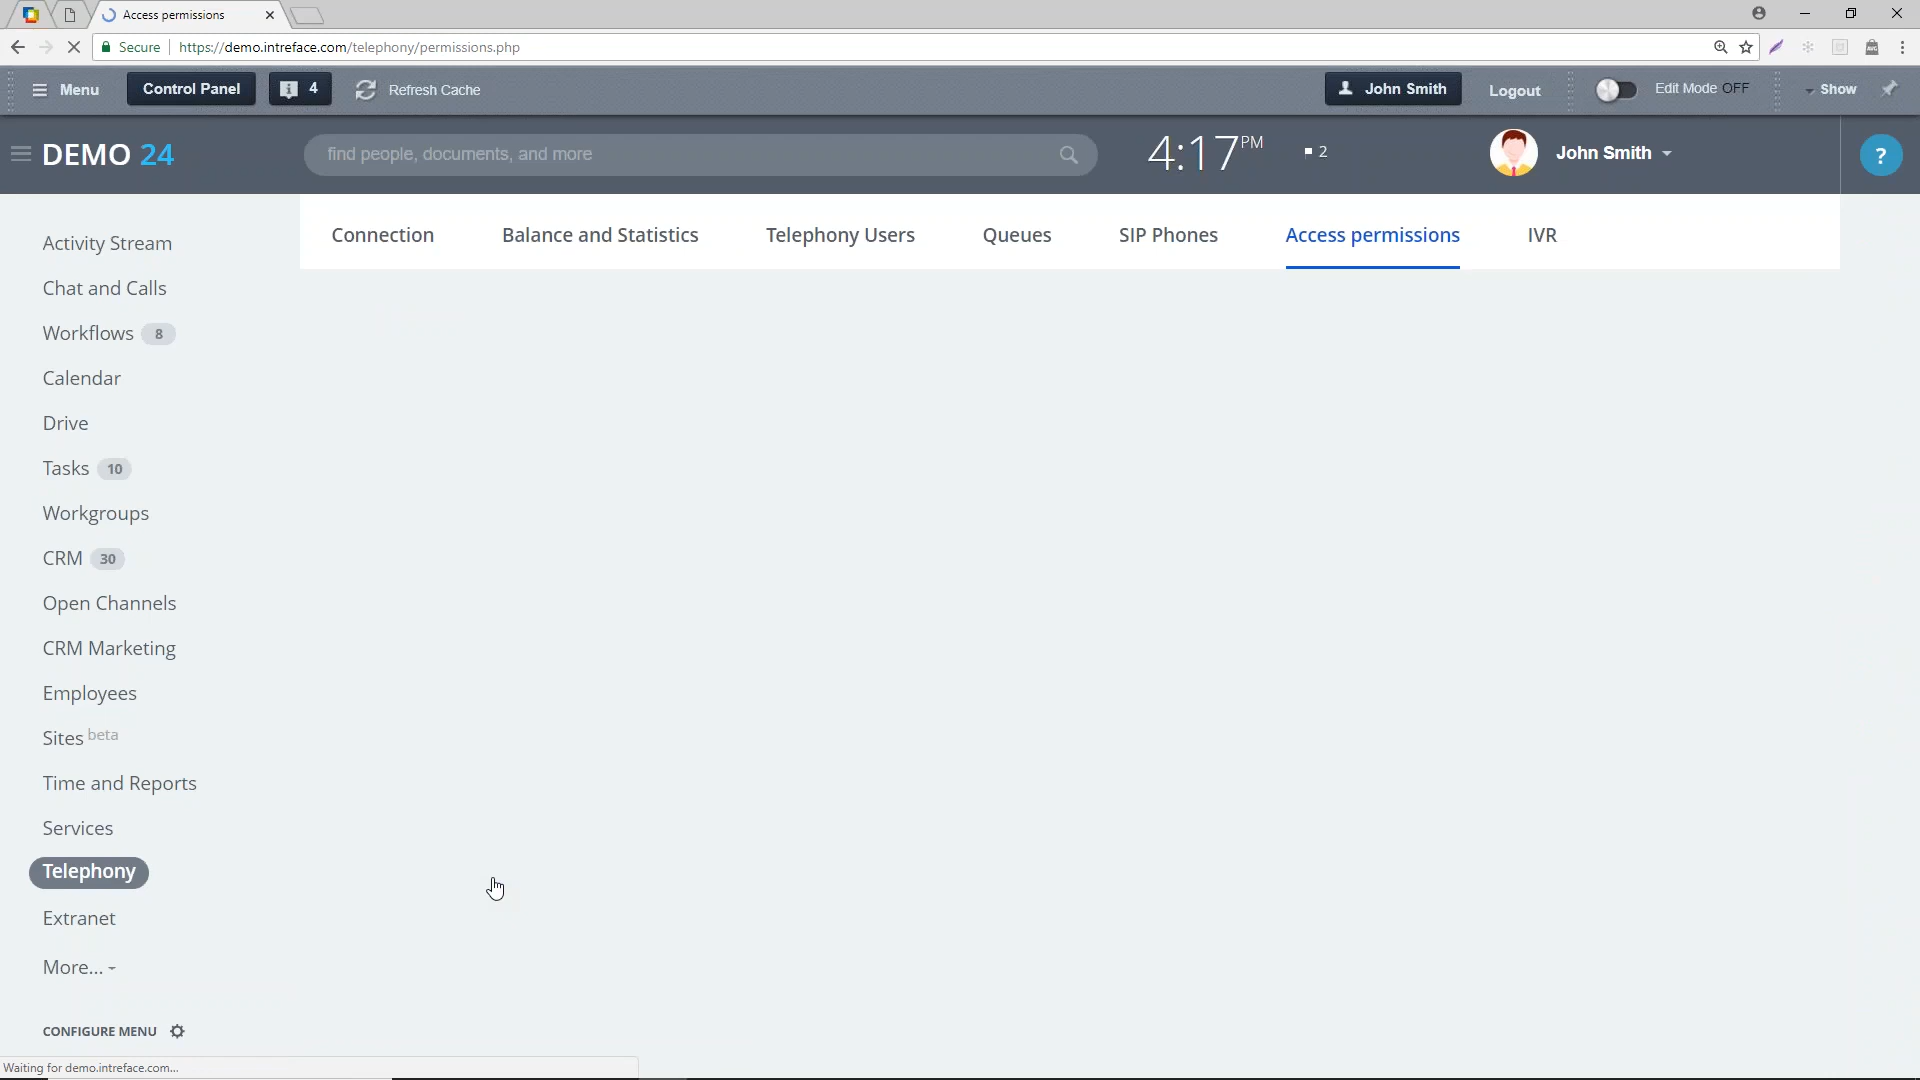 Access permissions
Secure
https://demo.intreface.com/telephony/permissions.php
Menu
Control Panel
4
Refresh Cache
John Smith
Logout
Edit Mode OFF
Show
DEMO 24
find people, documents, and more
4:17 PM
2
John Smith
?
Connection
Balance and Statistics
Telephony Users
Queues
SIP Phones
Access permissions
IVR
Activity Stream
Chat and Calls
Workflows 8
Calendar
Drive
Tasks 10
Workgroups
CRM 30
Open Channels
CRM Marketing
Employees
Sites beta
Time and Reports
Services
Telephony
Extranet
More...
CONFIGURE MENU
Waiting for demo.intreface.com...